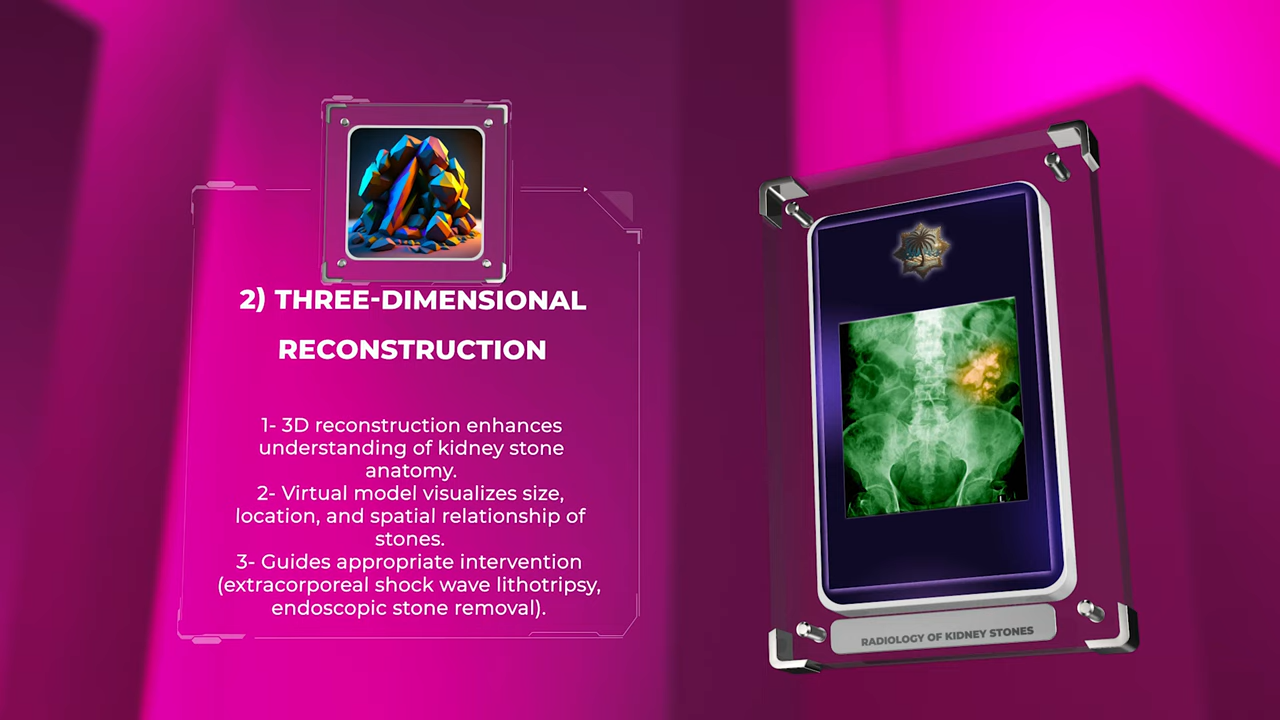 2) THREE-DIMENSIONAL
RECONSTRUCTION
1- 3D reconstruction enhances
understanding of kidney stone
anatomy.
2- Virtual model visualizes size,
location, and spatial relationship of
stones.
3- Guides appropriate intervention
(extracorporeal shock wave lithotripsy,
endoscopic stone removal).
RADIOLOGY OF KIDNEY STONES